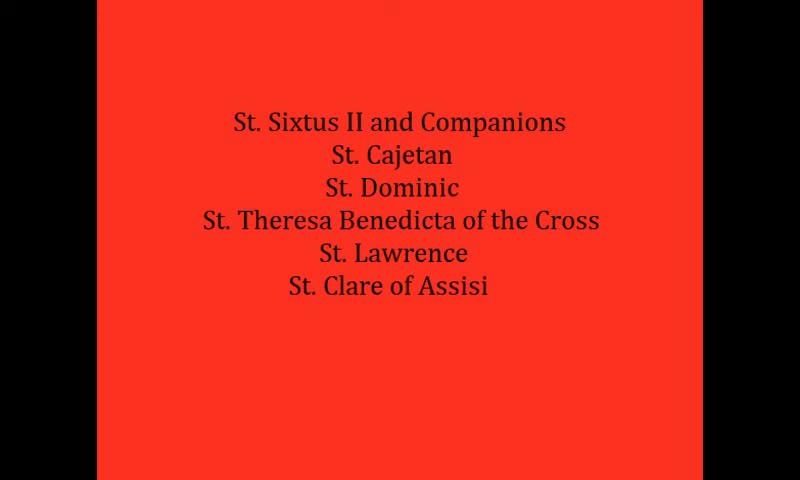 St. Sixtus II and Companions
St. Cajetan
St. Dominic
St. Theresa Benedicta of the Cross
St. Lawrence
St. Clare of Assisi